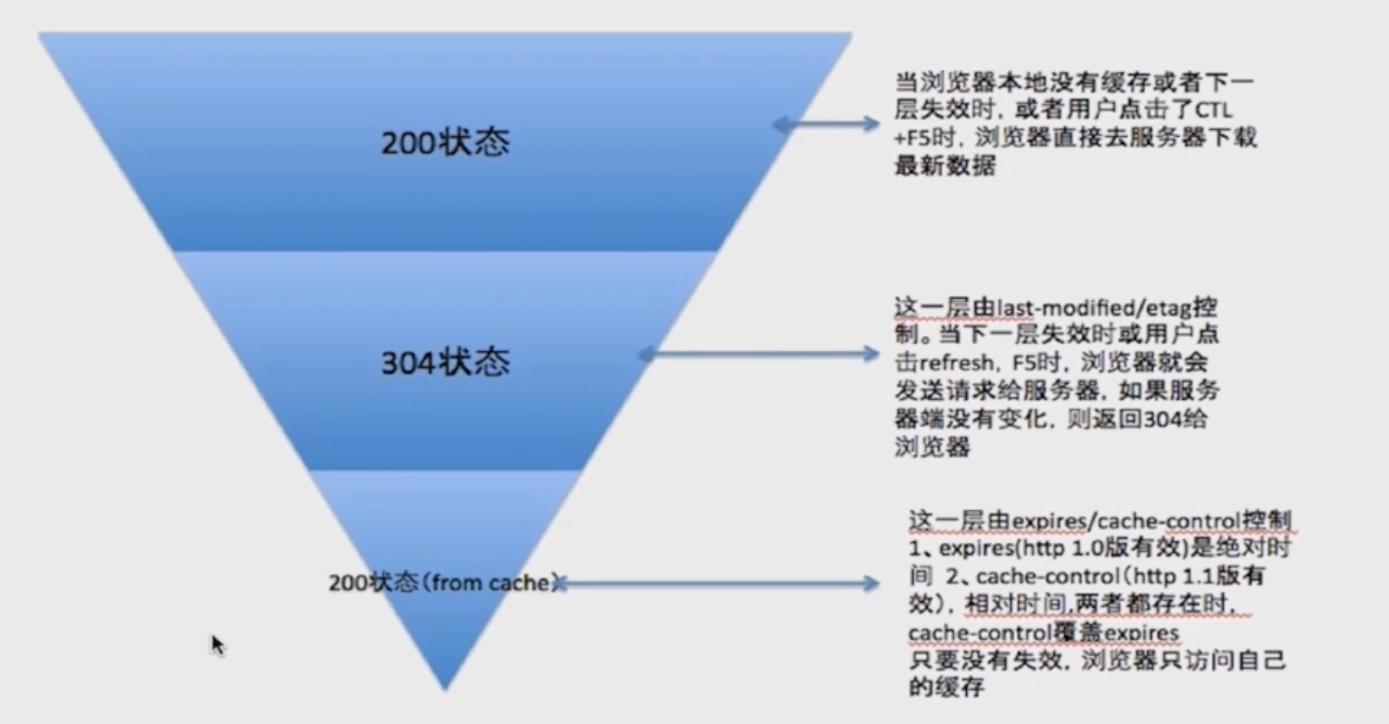 200状态
当浏览器本地没有缓存或者下一
层失效时，或者用户点击了CTL
+F5时，浏览器直接去服务器下载
最新数据
304状态
这一层由last-modified/etag控
制。当下一层失效时或用户点
击refresh，F5时，浏览器就会
发送请求给服务器，如果服务
器端没有变化，则返回304给
浏览器
200状态（from cache）
这一层由expires/cache-control控制
1、expires(http 1.0版有效)是绝对时
间 2、cache-control（http 1.1版有
效），相对时间,两者都存在时，
cache-control覆盖expires
只要没有失效，浏览器只访问自己
的缓存